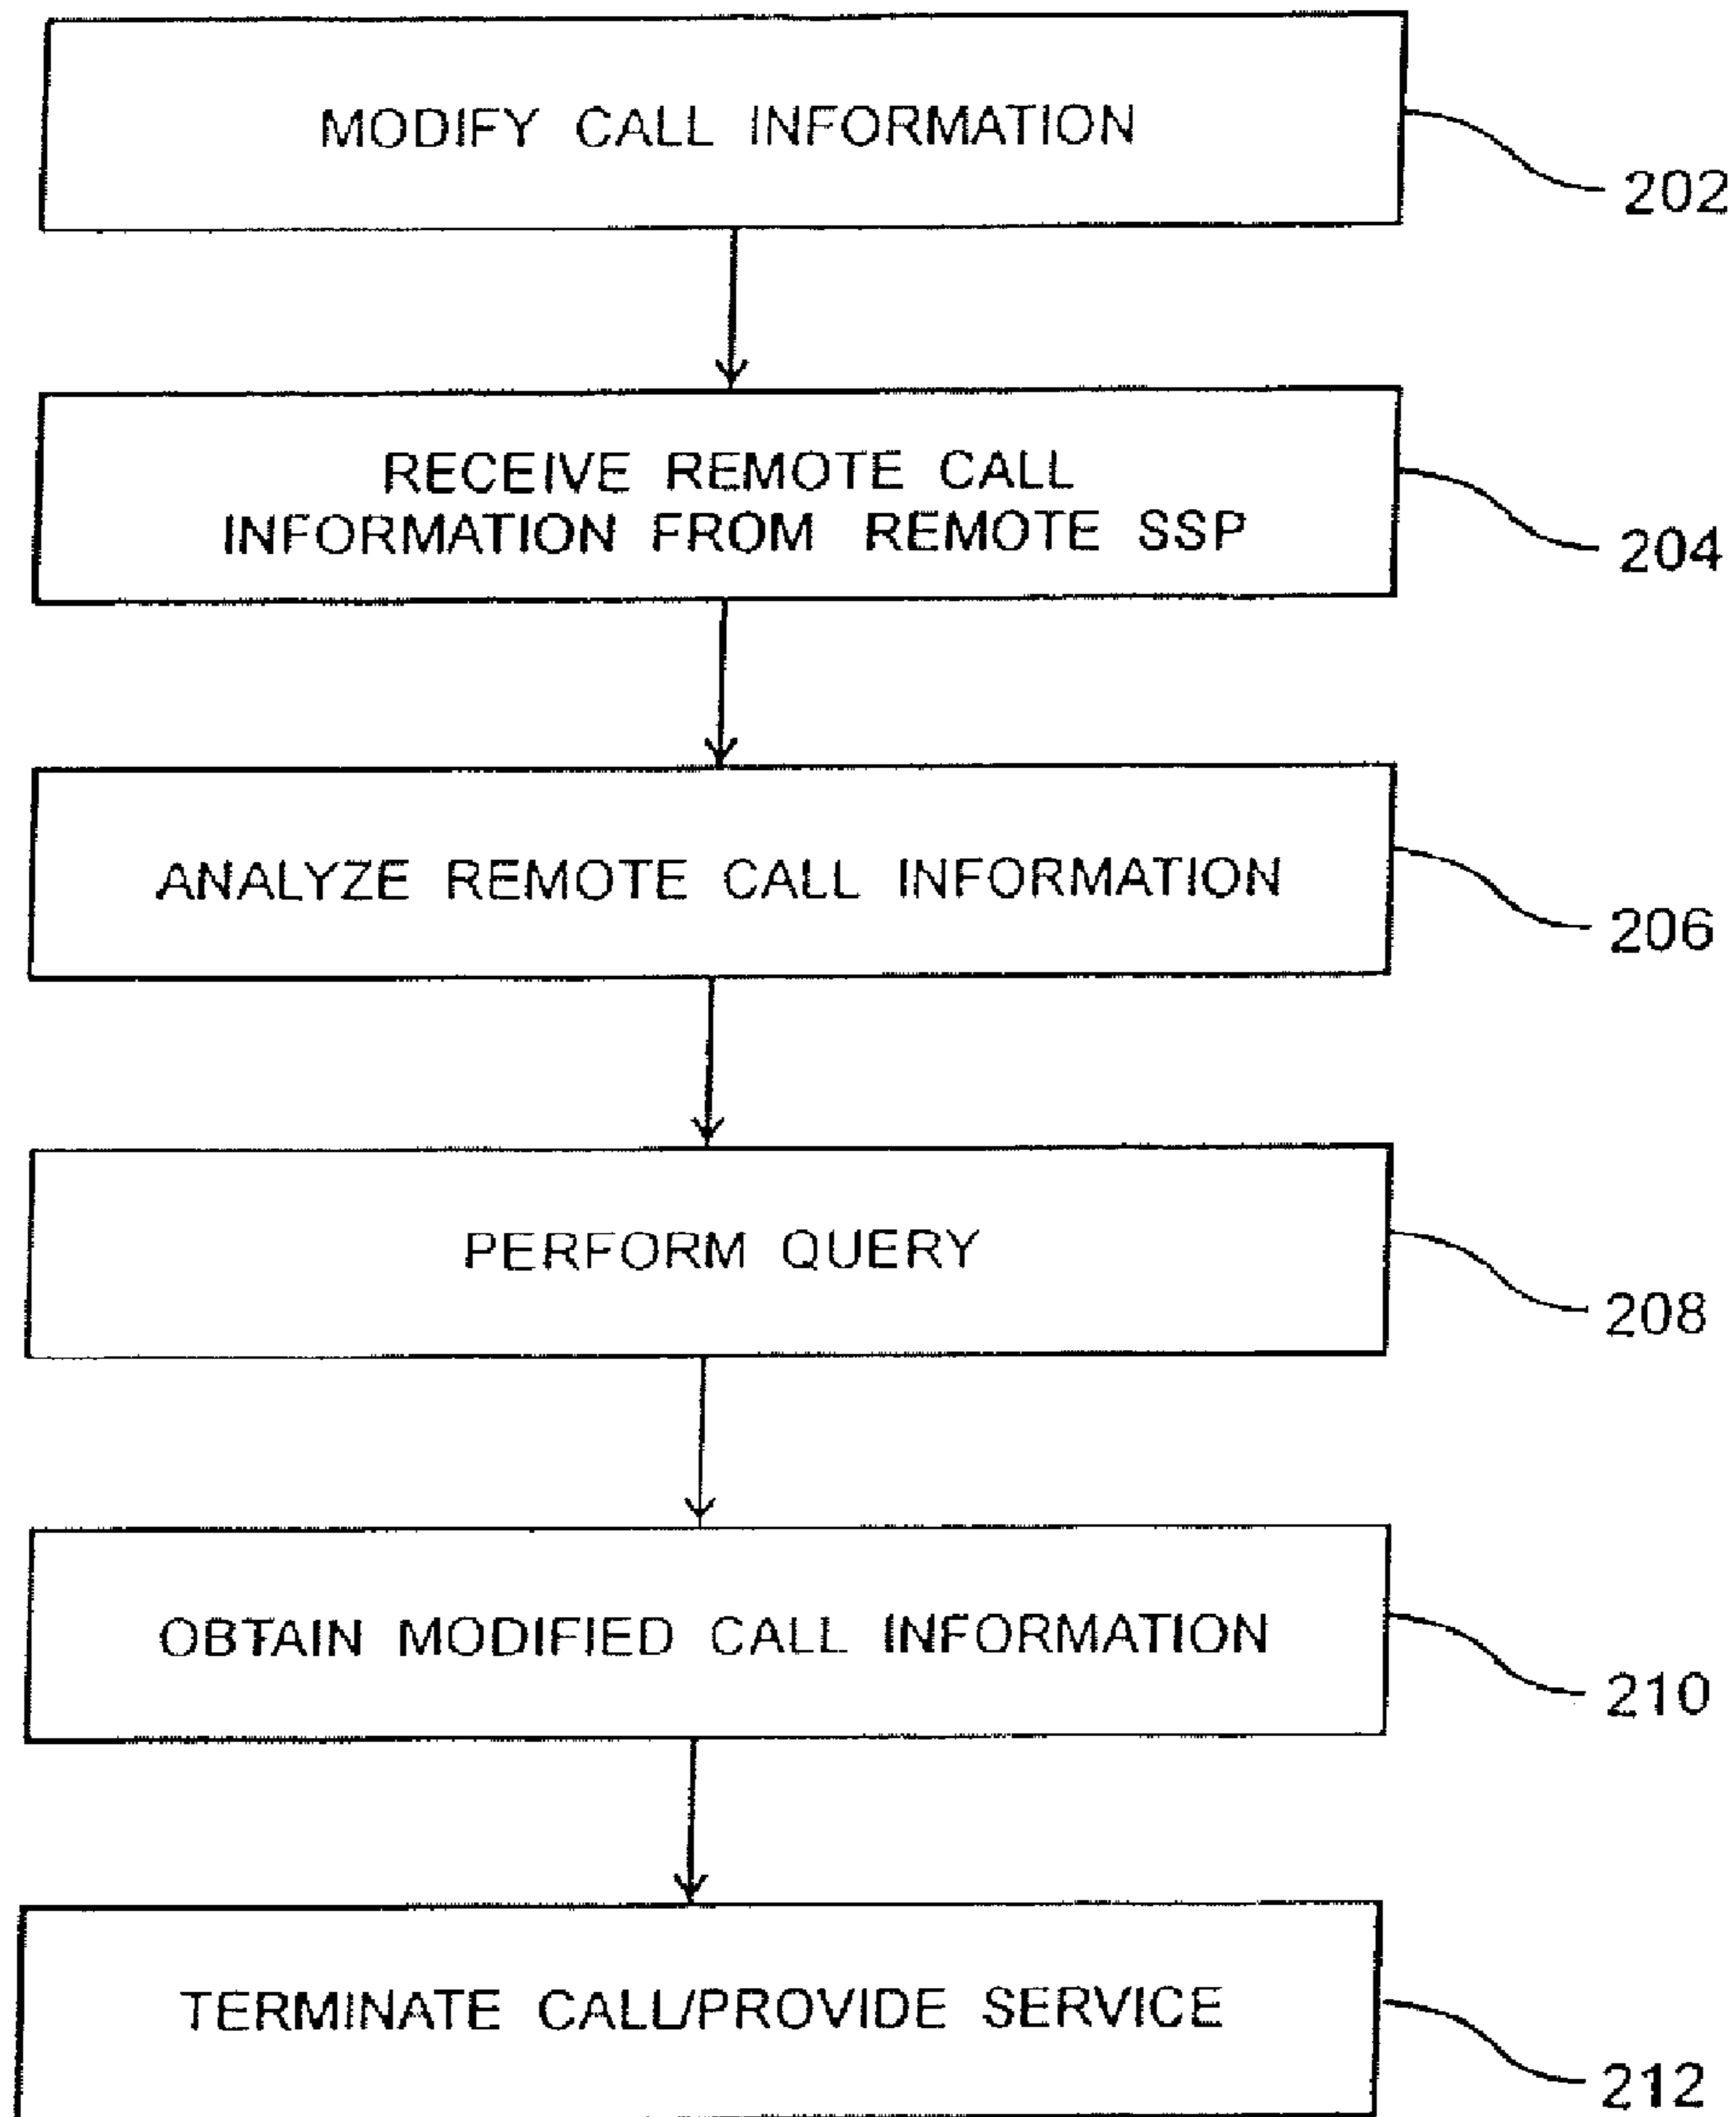 MODIFY CALL INFORMATION
202
RECEIVE REMOTE CALL
INFORMATION FROM REMOTE SSP
204
ANALYZE REMOTE CALL INFORMATION
206
PERFORM QUERY
208
OBTAIN MODIFIED CALL INFORMATION
210
TERMINATE CALL/PROVIDE SERVICE
212